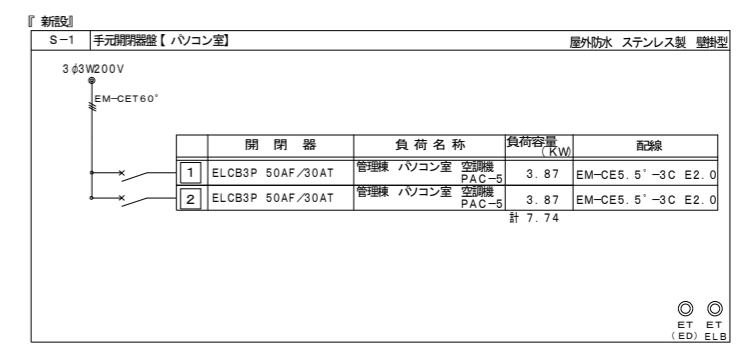 『 新設』
S−1 手元開閉器盤【 パソコン室】 屋外防水 ステンレス製 壁掛型
3φ3W200V
EM−CET60°
開 閉 器 負 荷 名 称 負荷容量(KW) 配線
1 ELCB3P 50AF/30AT 管理棟 パソコン室 空調機 PAC−5 3. 87 EM−CE5. 5°−3C E2. 0
2 ELCB3P 50AF/30AT 管理棟 パソコン室 空調機 PAC−5 3. 87 EM−CE5. 5°−3C E2. 0
計 7. 74
ET ET
(ED) ELB